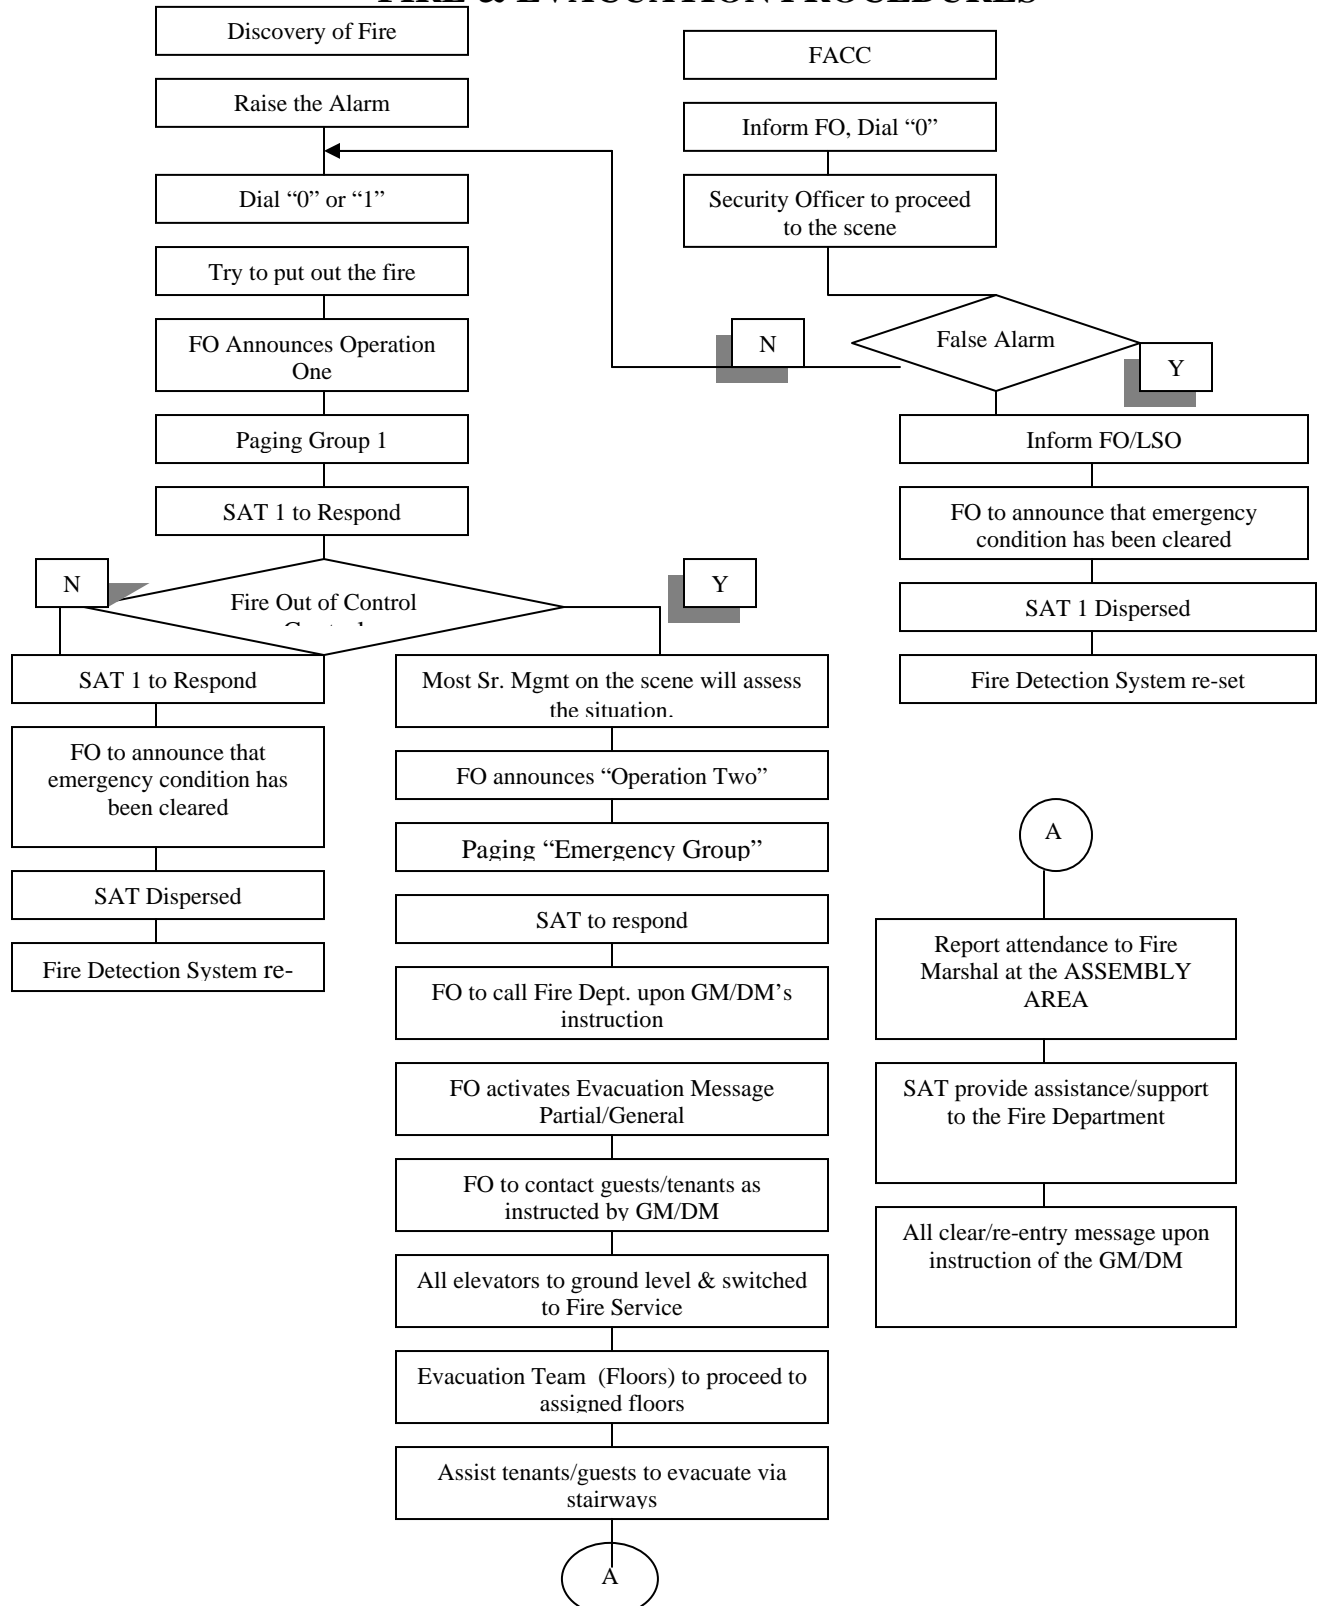 FIRE & EVACUATION PROCEDURES
Discovery of Fire
Raise the Alarm
Dial “0” or “1”
Try to put out the fire
FO Announces Operation
One
Paging Group 1
SAT 1 to Respond
Fire Out of Control
N
Y
SAT 1 to Respond
FO to announce that
emergency condition has
been cleared
SAT Dispersed
Fire Detection System re-
Most Sr. Mgmt on the scene will assess
the situation.
FO announces “Operation Two”
Paging “Emergency Group”
SAT to respond
FO to call Fire Dept. upon GM/DM’s
instruction
FO activates Evacuation Message
Partial/General
FO to contact guests/tenants as
instructed by GM/DM
All elevators to ground level & switched
to Fire Service
Evacuation Team (Floors) to proceed to
assigned floors
Assist tenants/guests to evacuate via
stairways
A
FACC
Inform FO, Dial “0”
Security Officer to proceed
to the scene
False Alarm
N
Y
Inform FO/LSO
FO to announce that emergency
condition has been cleared
SAT 1 Dispersed
Fire Detection System re-set
A
Report attendance to Fire
Marshal at the ASSEMBLY
AREA
SAT provide assistance/support
to the Fire Department
All clear/re-entry message upon
instruction of the GM/DM